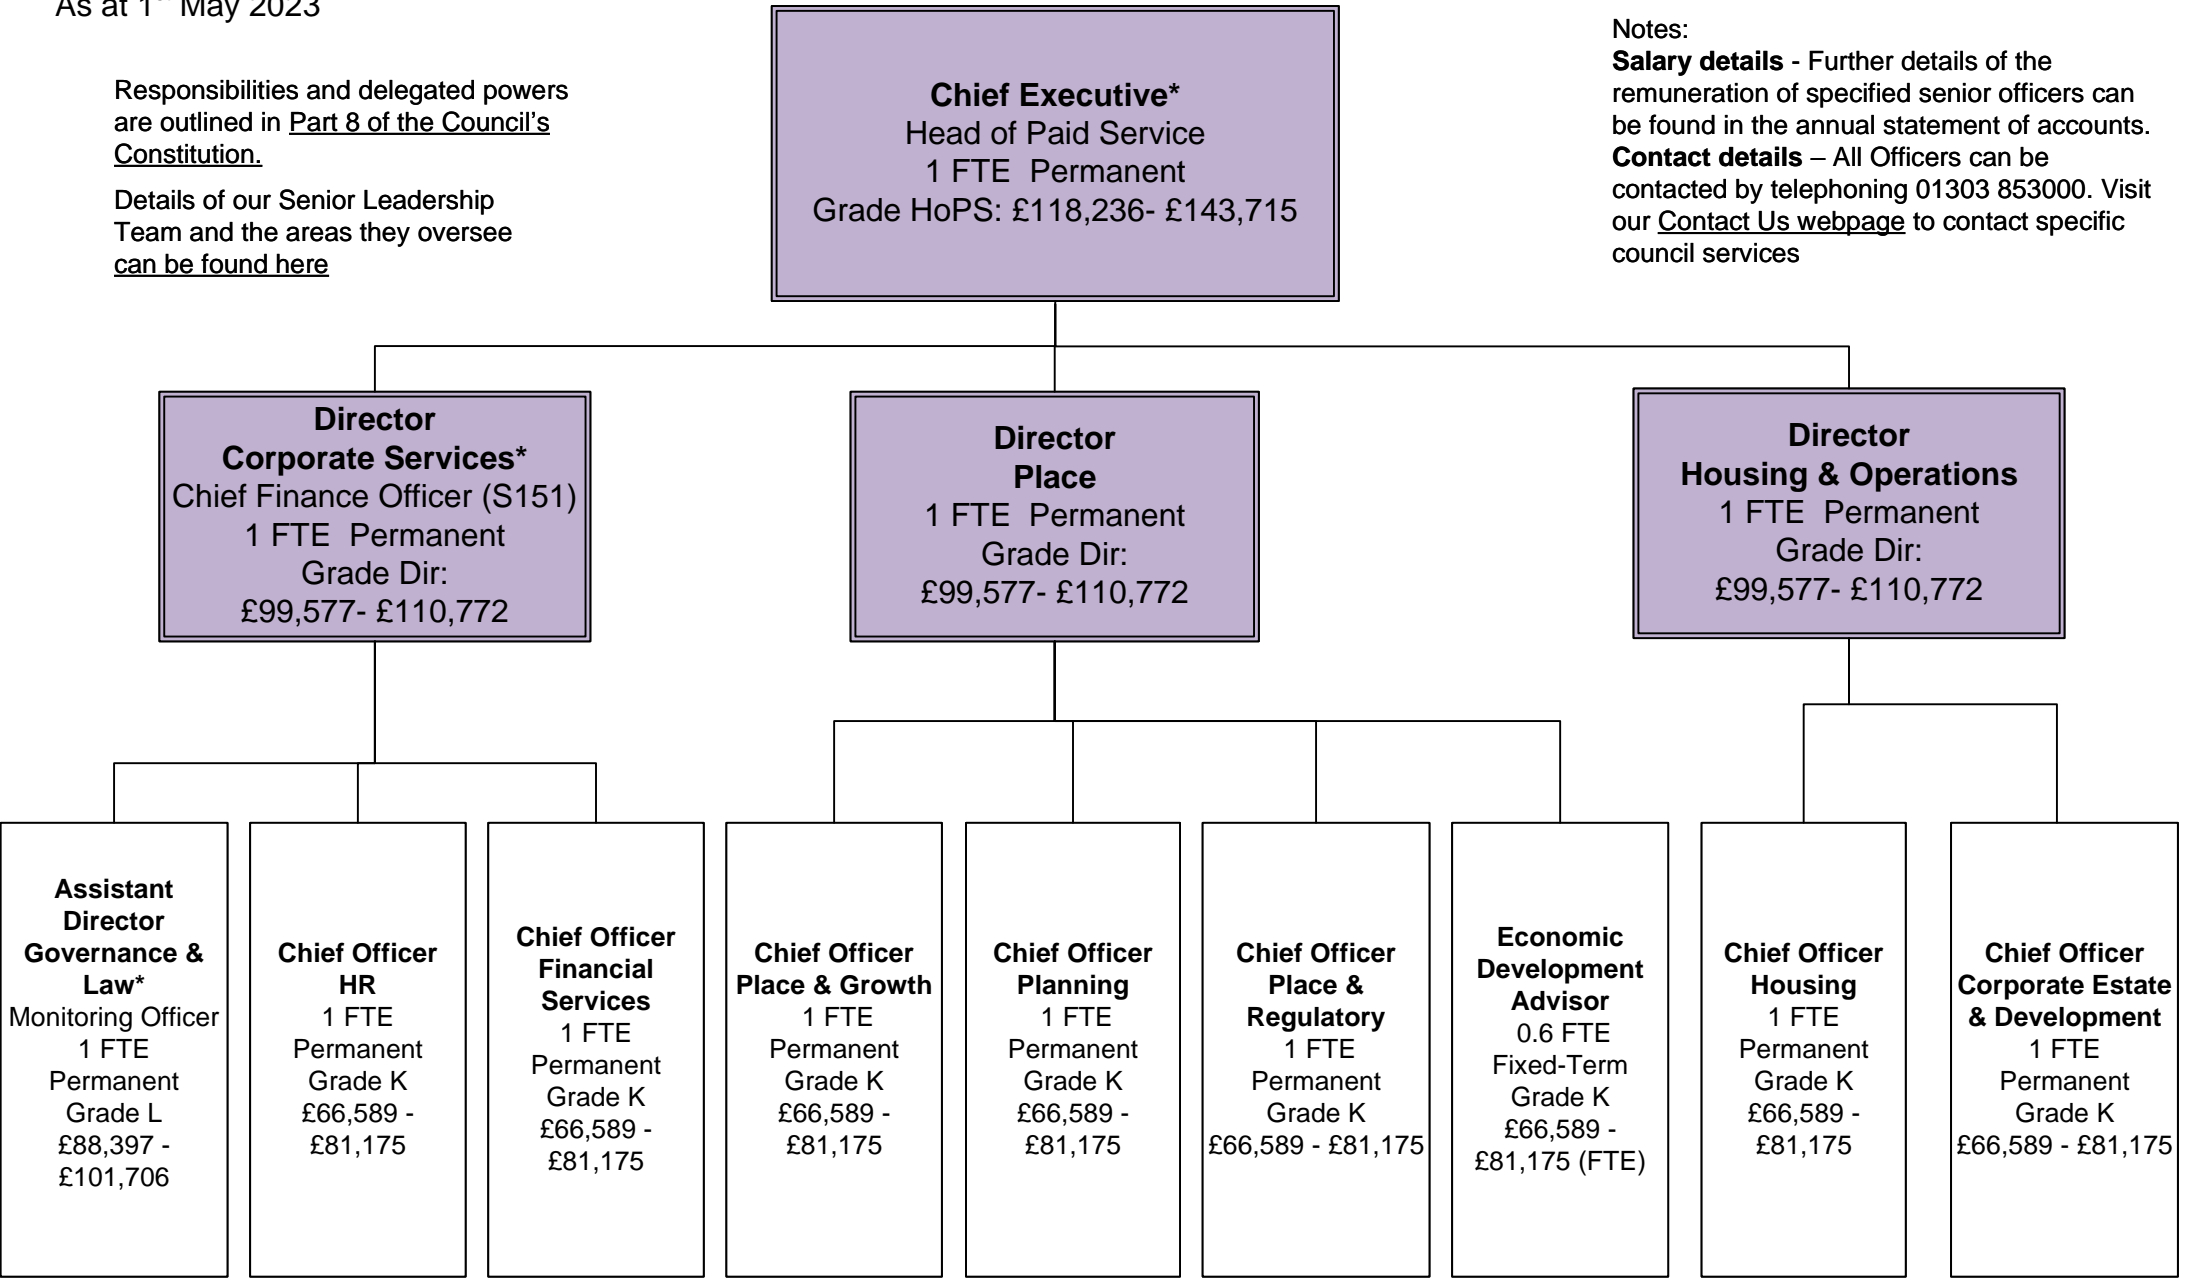 As at 1st May 2023
Responsibilities and delegated powers
are outlined in Part 8 of the Council’s
Constitution.
Details of our Senior Leadership
Team and the areas they oversee
can be found here
Chief Executive*
Head of Paid Service
1 FTE  Permanent
Grade HoPS: £118,236- £143,715
Notes:
Salary details - Further details of the
remuneration of specified senior officers can
be found in the annual statement of accounts.
Contact details – All Officers can be
contacted by telephoning 01303 853000. Visit
our Contact Us webpage to contact specific
council services
Director
Corporate Services*
Chief Finance Officer (S151)
1 FTE  Permanent
Grade Dir:
£99,577- £110,772
Director
Place
1 FTE  Permanent
Grade Dir:
£99,577- £110,772
Director
Housing & Operations
1 FTE  Permanent
Grade Dir:
£99,577- £110,772
Assistant
Director
Governance &
Law*
Monitoring Officer
1 FTE
Permanent
Grade L
£88,397 -
£101,706
Chief Officer
HR
1 FTE
Permanent
Grade K
£66,589 -
£81,175
Chief Officer
Financial
Services
1 FTE
Permanent
Grade K
£66,589 -
£81,175
Chief Officer
Place & Growth
1 FTE
Permanent
Grade K
£66,589 -
£81,175
Chief Officer
Planning
1 FTE
Permanent
Grade K
£66,589 -
£81,175
Chief Officer
Place &
Regulatory
1 FTE
Permanent
Grade K
£66,589 - £81,175
Economic
Development
Advisor
0.6 FTE
Fixed-Term
Grade K
£66,589 -
£81,175 (FTE)
Chief Officer
Housing
1 FTE
Permanent
Grade K
£66,589 -
£81,175
Chief Officer
Corporate Estate
& Development
1 FTE
Permanent
Grade K
£66,589 - £81,175